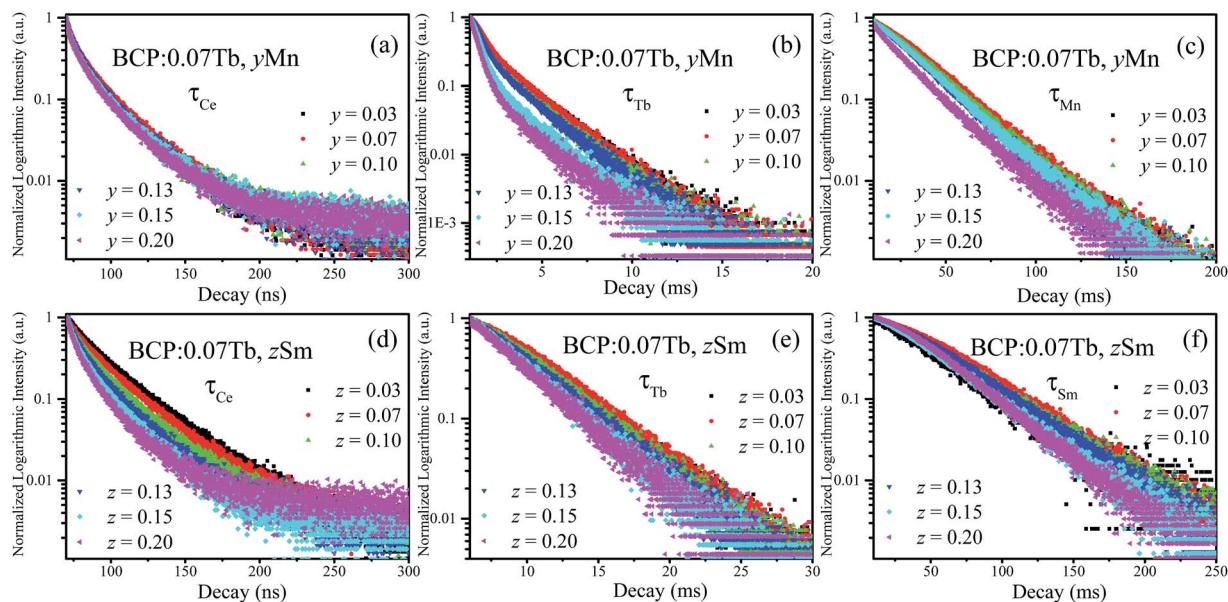 Normalized Logarithmic Intensity (a.u.)
1
0.1
0.01
(a)
BCP:0.07Tb, yMn
τCe
y = 0.03
y = 0.07
y = 0.10
y = 0.13
y = 0.15
y = 0.20
100 150 200 250 300
Decay (ns)
Normalized Logarithmic Intensity (a.u.)
1
0.1
0.01
1E-3
(b)
BCP:0.07Tb, yMn
τTb
y = 0.03
y = 0.07
y = 0.10
y = 0.13
y = 0.15
y = 0.20
5 10 15 20
Decay (ms)
Normalized Logarithmic Intensity (a.u.)
1
0.1
0.01
(c)
BCP:0.07Tb, yMn
τMn
y = 0.03
y = 0.07
y = 0.10
y = 0.13
y = 0.15
y = 0.20
50 100 150 200
Decay (ms)
Normalized Logarithmic Intensity (a.u.)
1
0.1
0.01
(d)
BCP:0.07Tb, zSm
τCe
z = 0.03
z = 0.07
z = 0.10
z = 0.13
z = 0.15
z = 0.20
100 150 200 250 300
Decay (ns)
Normalized Logarithmic Intensity (a.u.)
1
0.1
0.01
(e)
BCP:0.07Tb, zSm
τTb
z = 0.03
z = 0.07
z = 0.10
z = 0.13
z = 0.15
z = 0.20
10 15 20 25 30
Decay (ms)
Normalized Logarithmic Intensity (a.u.)
1
0.1
0.01
(f)
BCP:0.07Tb, zSm
τSm
z = 0.03
z = 0.07
z = 0.10
z = 0.13
z = 0.15
z = 0.20
50 100 150 200 250
Decay (ms)